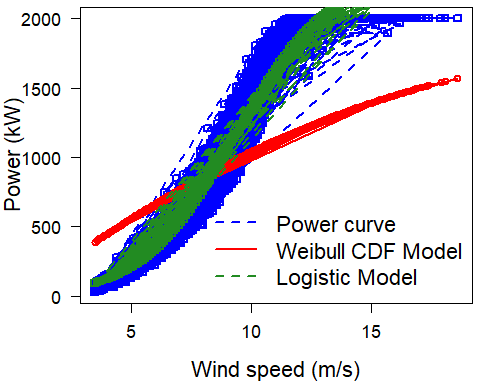 2000
1500
1000
500
0
Power (kW)
Power curve
Weibull CDF Model
Logistic Model
5 10 15
Wind speed (m/s)